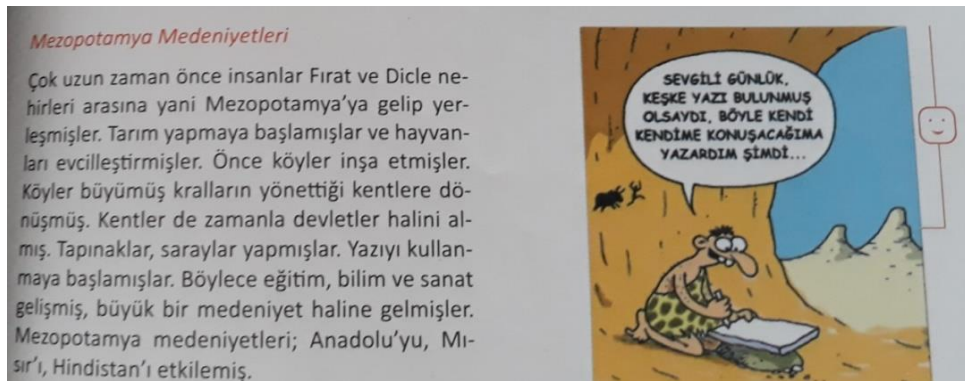 Mezopotamya Medeniyetleri
Çok uzun zaman önce insanlar Fırat ve Dicle ne-
hirleri arasına yani Mezopotamya'ya gelip yer-
leşmişler. Tarım yapmaya başlamışlar ve hayvan-
ları evcilleştirmişler. Önce köyler inşa etmişler.
Köyler büyümüş kralların yönettiği kentlere dö-
nüşmüş. Kentler de zamanla devletler halini al-
mış. Tapınaklar, saraylar yapmışlar. Yazıyı kullan-
maya başlamışlar. Böylece eğitim, bilim ve sanat
gelişmiş, büyük bir medeniyet haline gelmişler.
Mezopotamya medeniyetleri; Anadolu'yu, Mı-
sır'ı, Hindistan'ı etkilemiş.
SEVGİLİ GÜNLÜK,
KEŞKE YAZI BULUNMUŞ
OLSAYDI, BÖYLE KENDİ
KENDİME KONUŞACAĞIMA
YAZARDIM ŞİMDİ...